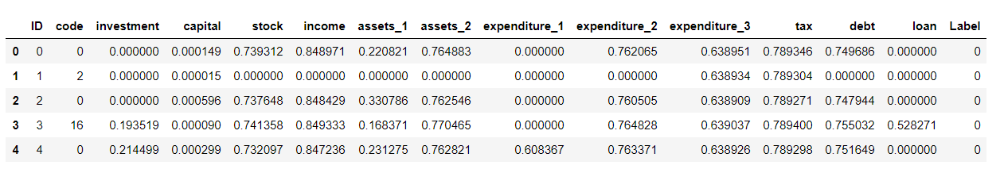 ID code investment capital stock income assets_1 assets_2 expenditure_1 expenditure_2 expenditure_3 tax debt loan Label
0 0 0 0.000000 0.000149 0.739312 0.848971 0.220821 0.764883 0.000000 0.762065 0.638951 0.789346 0.749686 0.000000 0
1 1 2 0.000000 0.000015 0.000000 0.000000 0.000000 0.000000 0.000000 0.000000 0.638934 0.789304 0.000000 0.000000 0
2 2 0 0.000000 0.000596 0.737648 0.848429 0.330786 0.762546 0.000000 0.760505 0.638909 0.789271 0.747944 0.000000 0
3 3 16 0.193519 0.000090 0.741358 0.849333 0.168371 0.770465 0.000000 0.764828 0.639037 0.789400 0.755032 0.528271 0
4 4 0 0.214499 0.000299 0.732097 0.847236 0.231275 0.762821 0.608367 0.763371 0.638926 0.789298 0.751649 0.000000 0